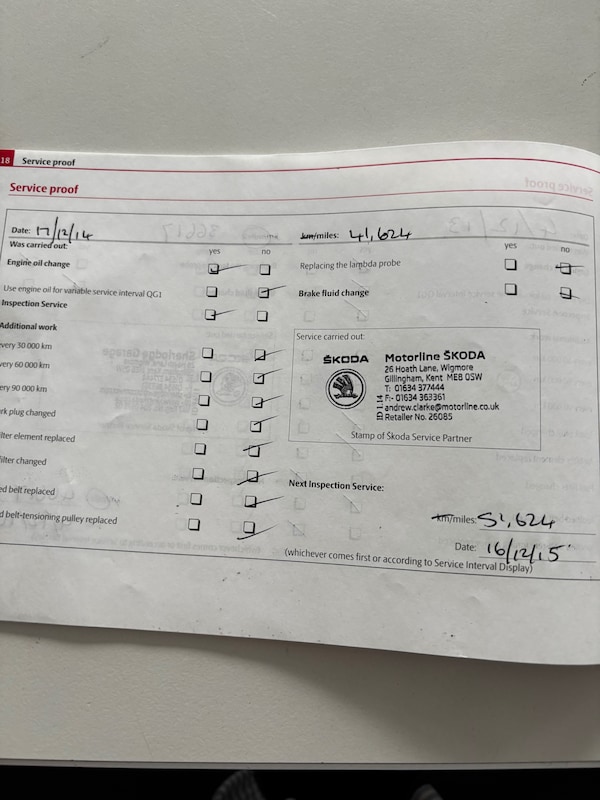 18 Service proof
Service proof
Date: 17/12/14
km/miles: 41,624
Was carried out:
yes no
yes no
Engine oil change
Replacing the lambda probe
Use engine oil for variable service interval QG1
Brake fluid change
Inspection Service
Additional work
very 30 000 km
very 60 000 km
ery 90 000 km
rk plug changed
ilter element replaced
ilter changed
ed belt replaced
d belt-tensioning pulley replaced
Service carried out:
ŠKODA
Motorline ŠKODA
26 Hoath Lane, Wigmore
Gillingham, Kent ME8 0SW
T: 01634 377444
F: 01634 363361
andrew.clarke@motorline.co.uk
Retailer No. 26085
Stamp of Skoda Service Partner
Next Inspection Service:
km/miles: 51,624
Date: 16/12/15
(whichever comes first or according to Service Interval Display)